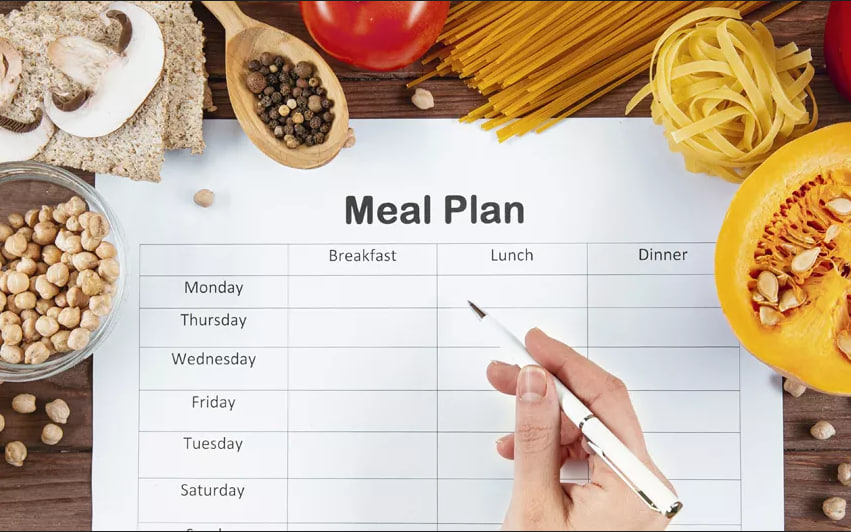 Meal Plan
Breakfast Lunch Dinner
Monday
Thursday
Wednesday
Friday
Tuesday
Saturday